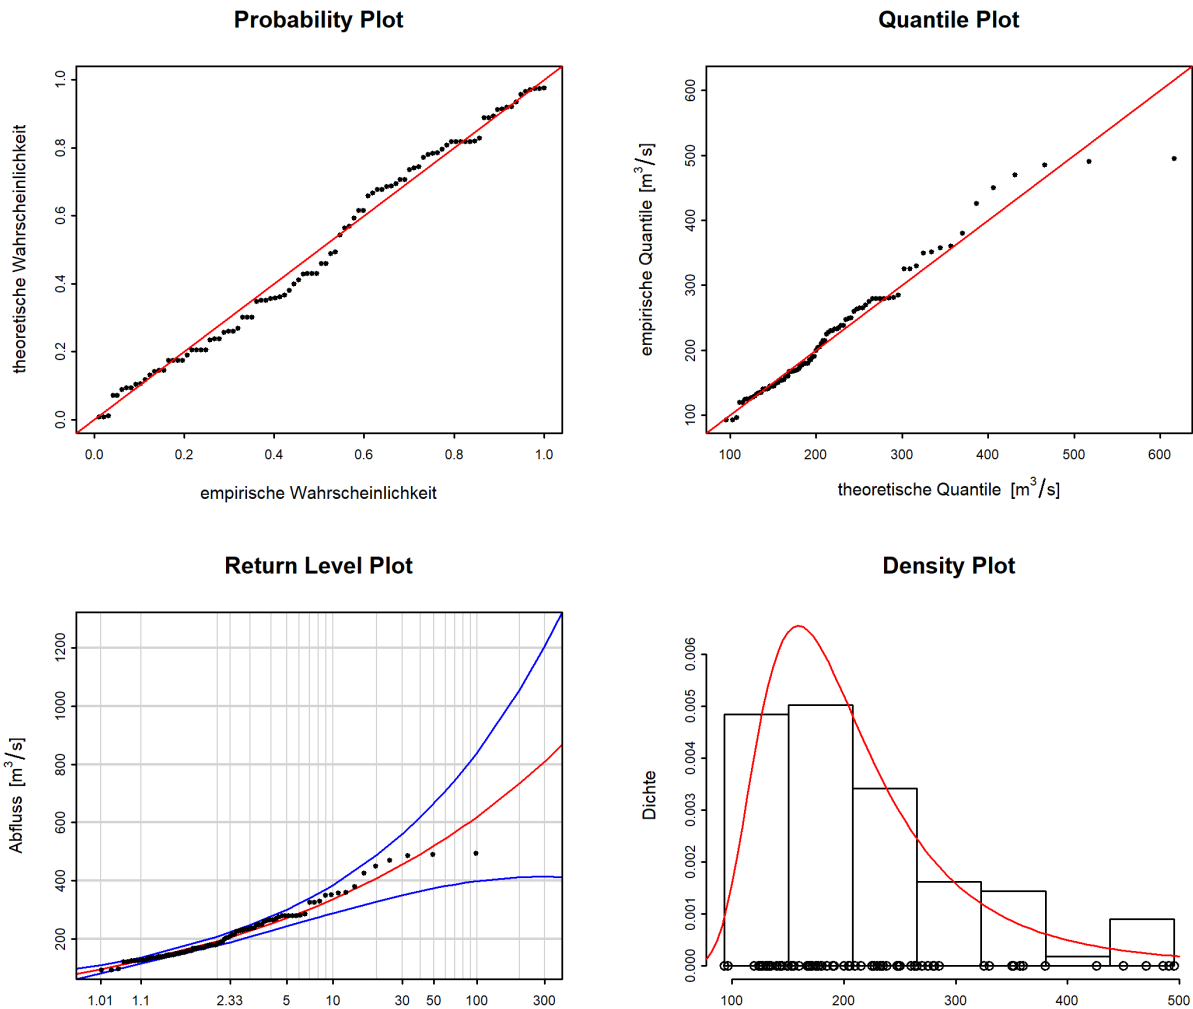 Probability Plot
theoretische Wahrscheinlichkeit
0.0 0.2 0.4 0.6 0.8 1.0
0.0 0.2 0.4 0.6 0.8 1.0
empirische Wahrscheinlichkeit
Quantile Plot
empirische Quantile [m³/s]
100 200 300 400 500 600
100 200 300 400 500 600
theoretische Quantile [m³/s]
Return Level Plot
Abfluss [m³/s]
200 400 600 800 1000 1200
1.01 1.1 2.33 5 10 30 50 100 300
Density Plot
Dichte
0.000 0.001 0.002 0.003 0.004 0.005 0.006
100 200 300 400 500